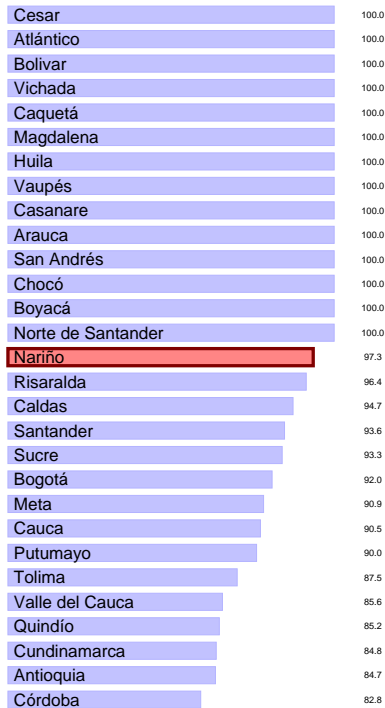 Cesar 100.0
Atlántico 100.0
Bolivar 100.0
Vichada 100.0
Caquetá 100.0
Magdalena 100.0
Huila 100.0
Vaupés 100.0
Casanare 100.0
Arauca 100.0
San Andrés 100.0
Chocó 100.0
Boyacá 100.0
Norte de Santander 100.0
Nariño 97.3
Risaralda 96.4
Caldas 94.7
Santander 93.6
Sucre 93.3
Bogotá 92.0
Meta 90.9
Cauca 90.5
Putumayo 90.0
Tolima 87.5
Valle del Cauca 85.6
Quindío 85.2
Cundinamarca 84.8
Antioquia 84.7
Córdoba 82.8